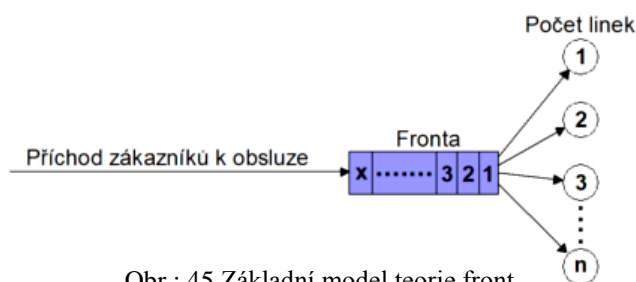 Počet linek
1
2
Fronta
Příchod zákazníků k obsluze
x ....... 3 2 1
3
n
Obr.: 45 Základní model teorie front